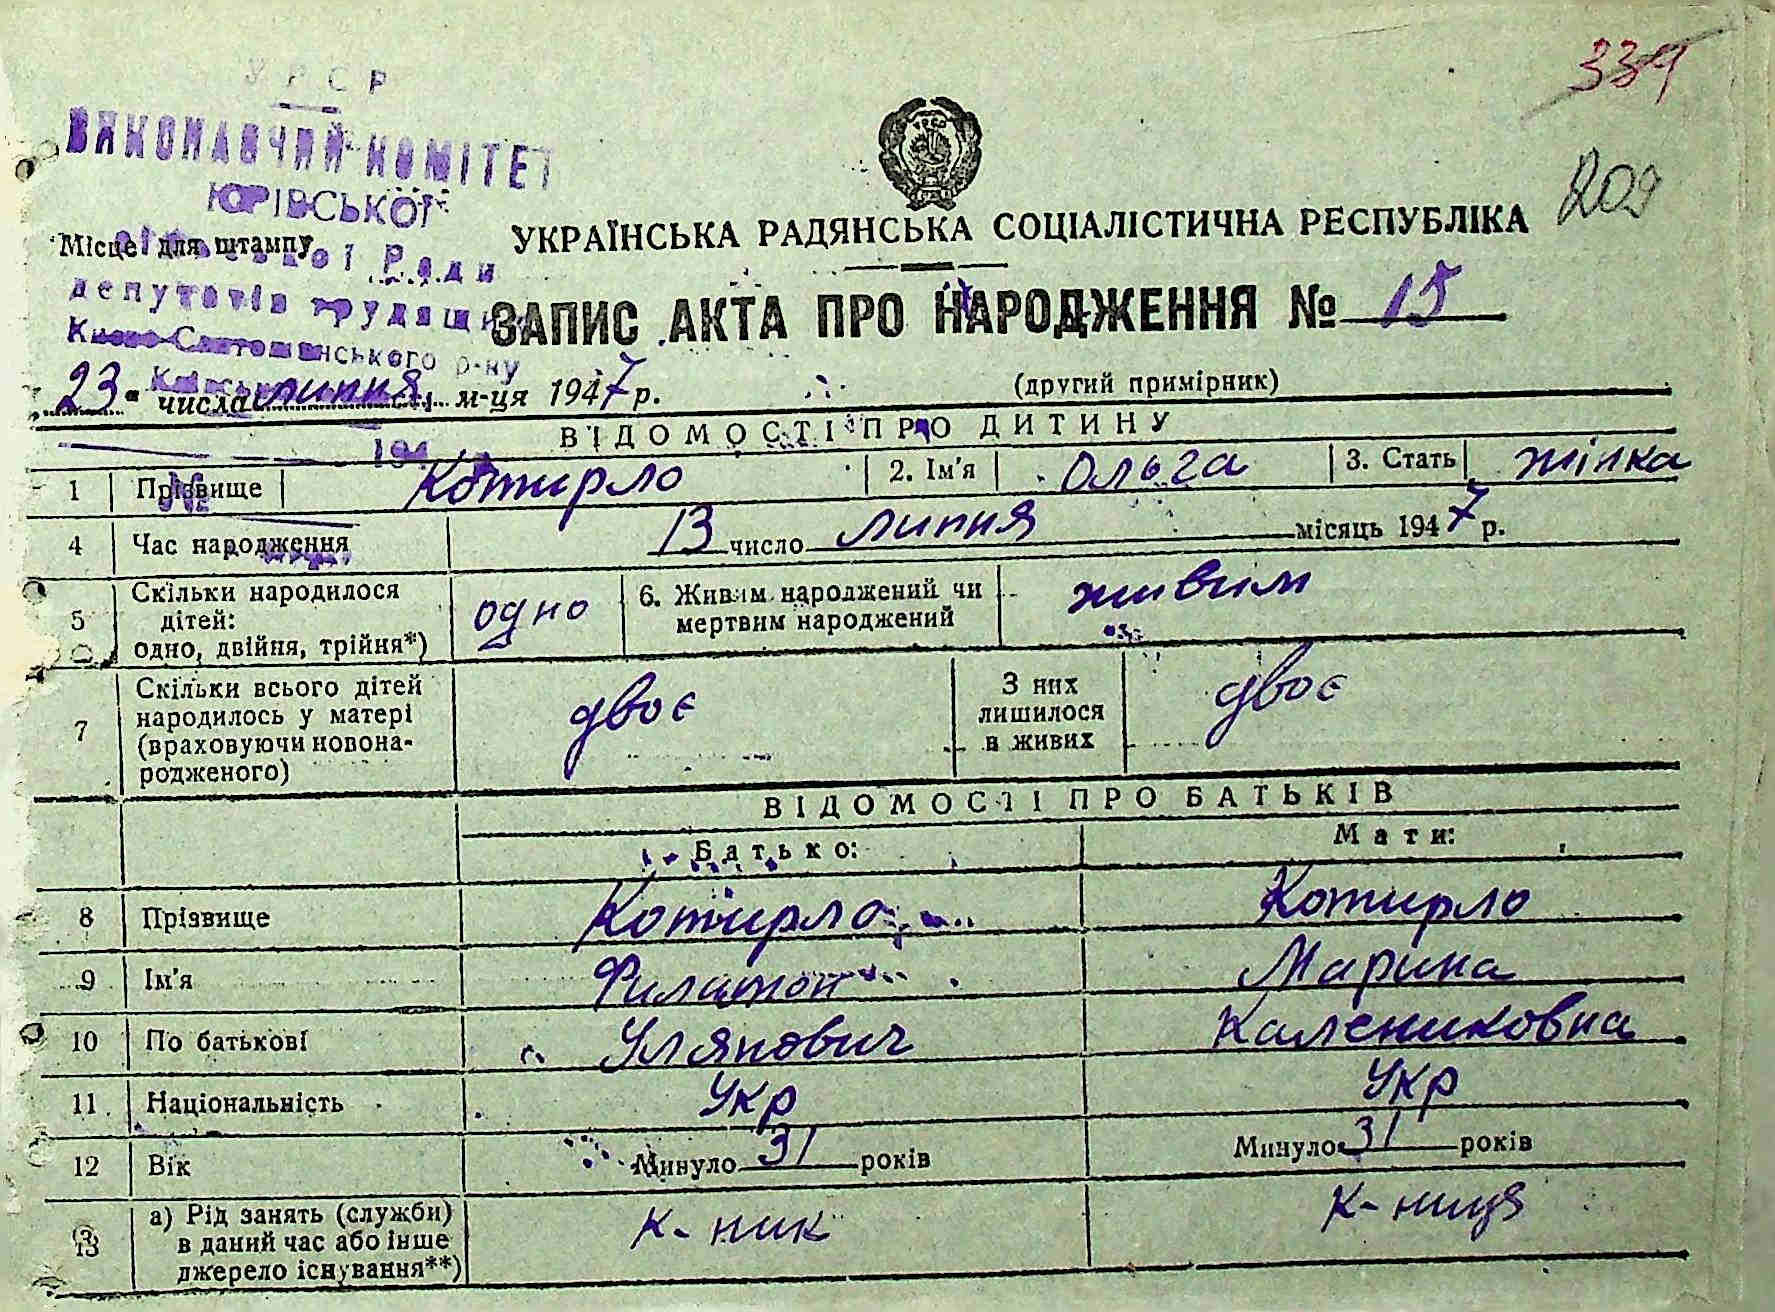 УРСР
ВИКОНАВЧИЙ КОМІТЕТ
ЮРІВСЬКОЇ
Місце для штампу
Ради
депутатів трудящих
Києво-Святошинського р-ну
339
209
УКРАЇНСЬКА РАДЯНСЬКА СОЦІАЛІСТИЧНА РЕСПУБЛІКА
ЗАПИС АКТА ПРО НАРОДЖЕННЯ № 15
23 " числа липня м-ця 1947 р.
(другий примірник)
194
№
ВІДОМОСТІ ПРО ДИТИНУ
1 Прізвище Котирло 2. Ім'я Ольга 3. Стать жінка
4 Час народження 13 число липня місяць 1947 р.
5 Скільки народилося дітей: одно, двійня, трійня*) одно 6. Живим народжений чи мертвим народжений живим
7 Скільки всього дітей народилось у матері (враховуючи новонародженого) двоє З них лишилося в живих двоє
ВІДОМОСТІ ПРО БАТЬКІВ
Батько: Мати:
8 Прізвище Котирло Котирло
9 Ім'я Филамон Марина
10 По батькові Улянович Калениковна
11 Національність Укр Укр
12 Вік Минуло 31 років Минуло 31 років
13 а) Рід занять (служби) в даний час або інше джерело існування**) К-ник К-ниця